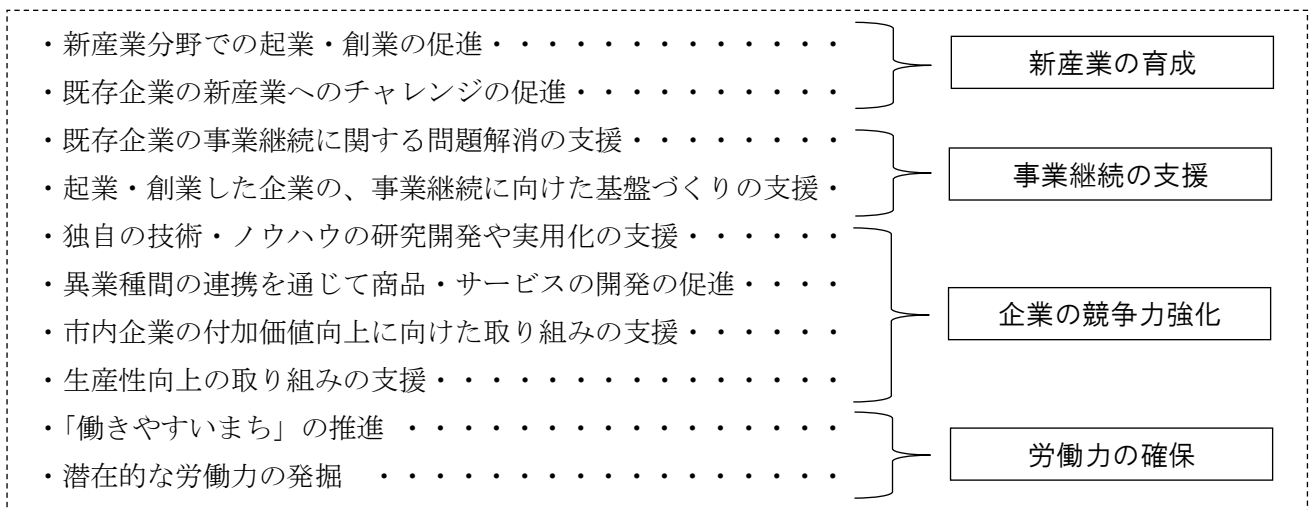 ・新産業分野での起業・創業の促進・・・・・・・・・・・・・
・既存企業の新産業へのチャレンジの促進・・・・・・・・・・
新産業の育成
・既存企業の事業継続に関する問題解消の支援・・・・・・・・
・起業・創業した企業の、事業継続に向けた基盤づくりの支援・
事業継続の支援
・独自の技術・ノウハウの研究開発や実用化の支援・・・・・・
・異業種間の連携を通じて商品・サービスの開発の促進・・・・
・市内企業の付加価値向上に向けた取り組みの支援・・・・・・
・生産性向上の取り組みの支援・・・・・・・・・・・・・・・
企業の競争力強化
・「働きやすいまち」の推進 ・・・・・・・・・・・・・・・・
・潜在的な労働力の発掘 ・・・・・・・・・・・・・・・・・
労働力の確保